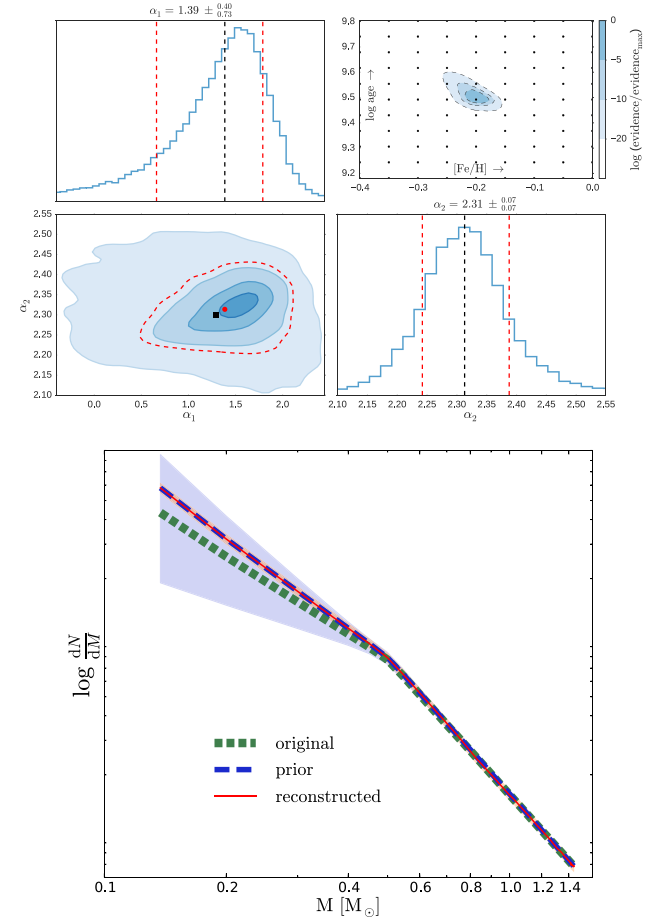 α₁ = 1.39 ± 0.40 0.73
9.8
9.7
9.6
9.5
9.4
9.3
9.2
log age →
[Fe/H] →
−0.4 −0.3 −0.2 −0.1 0.0
0
−5
−10
−20
log (evidence/evidence_max)
2.55
2.50
2.45
2.40
2.35
2.30
2.25
2.20
2.15
2.10
α₂
0.0 0.5 1.0 1.5 2.0
α₁
α₂ = 2.31 ± 0.07 0.07
2.10 2.15 2.20 2.25 2.30 2.35 2.40 2.45 2.50 2.55
α₂
log dN/dM
original
prior
reconstructed
0.1 0.2 0.4 0.6 0.8 1.0 1.2 1.4
M [M⊙]